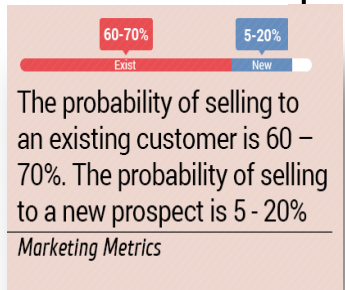 60-70%
5-20%
Exist
New
The probability of selling to
an existing customer is 60 –
70%. The probability of selling
to a new prospect is 5 - 20%
Marketing Metrics